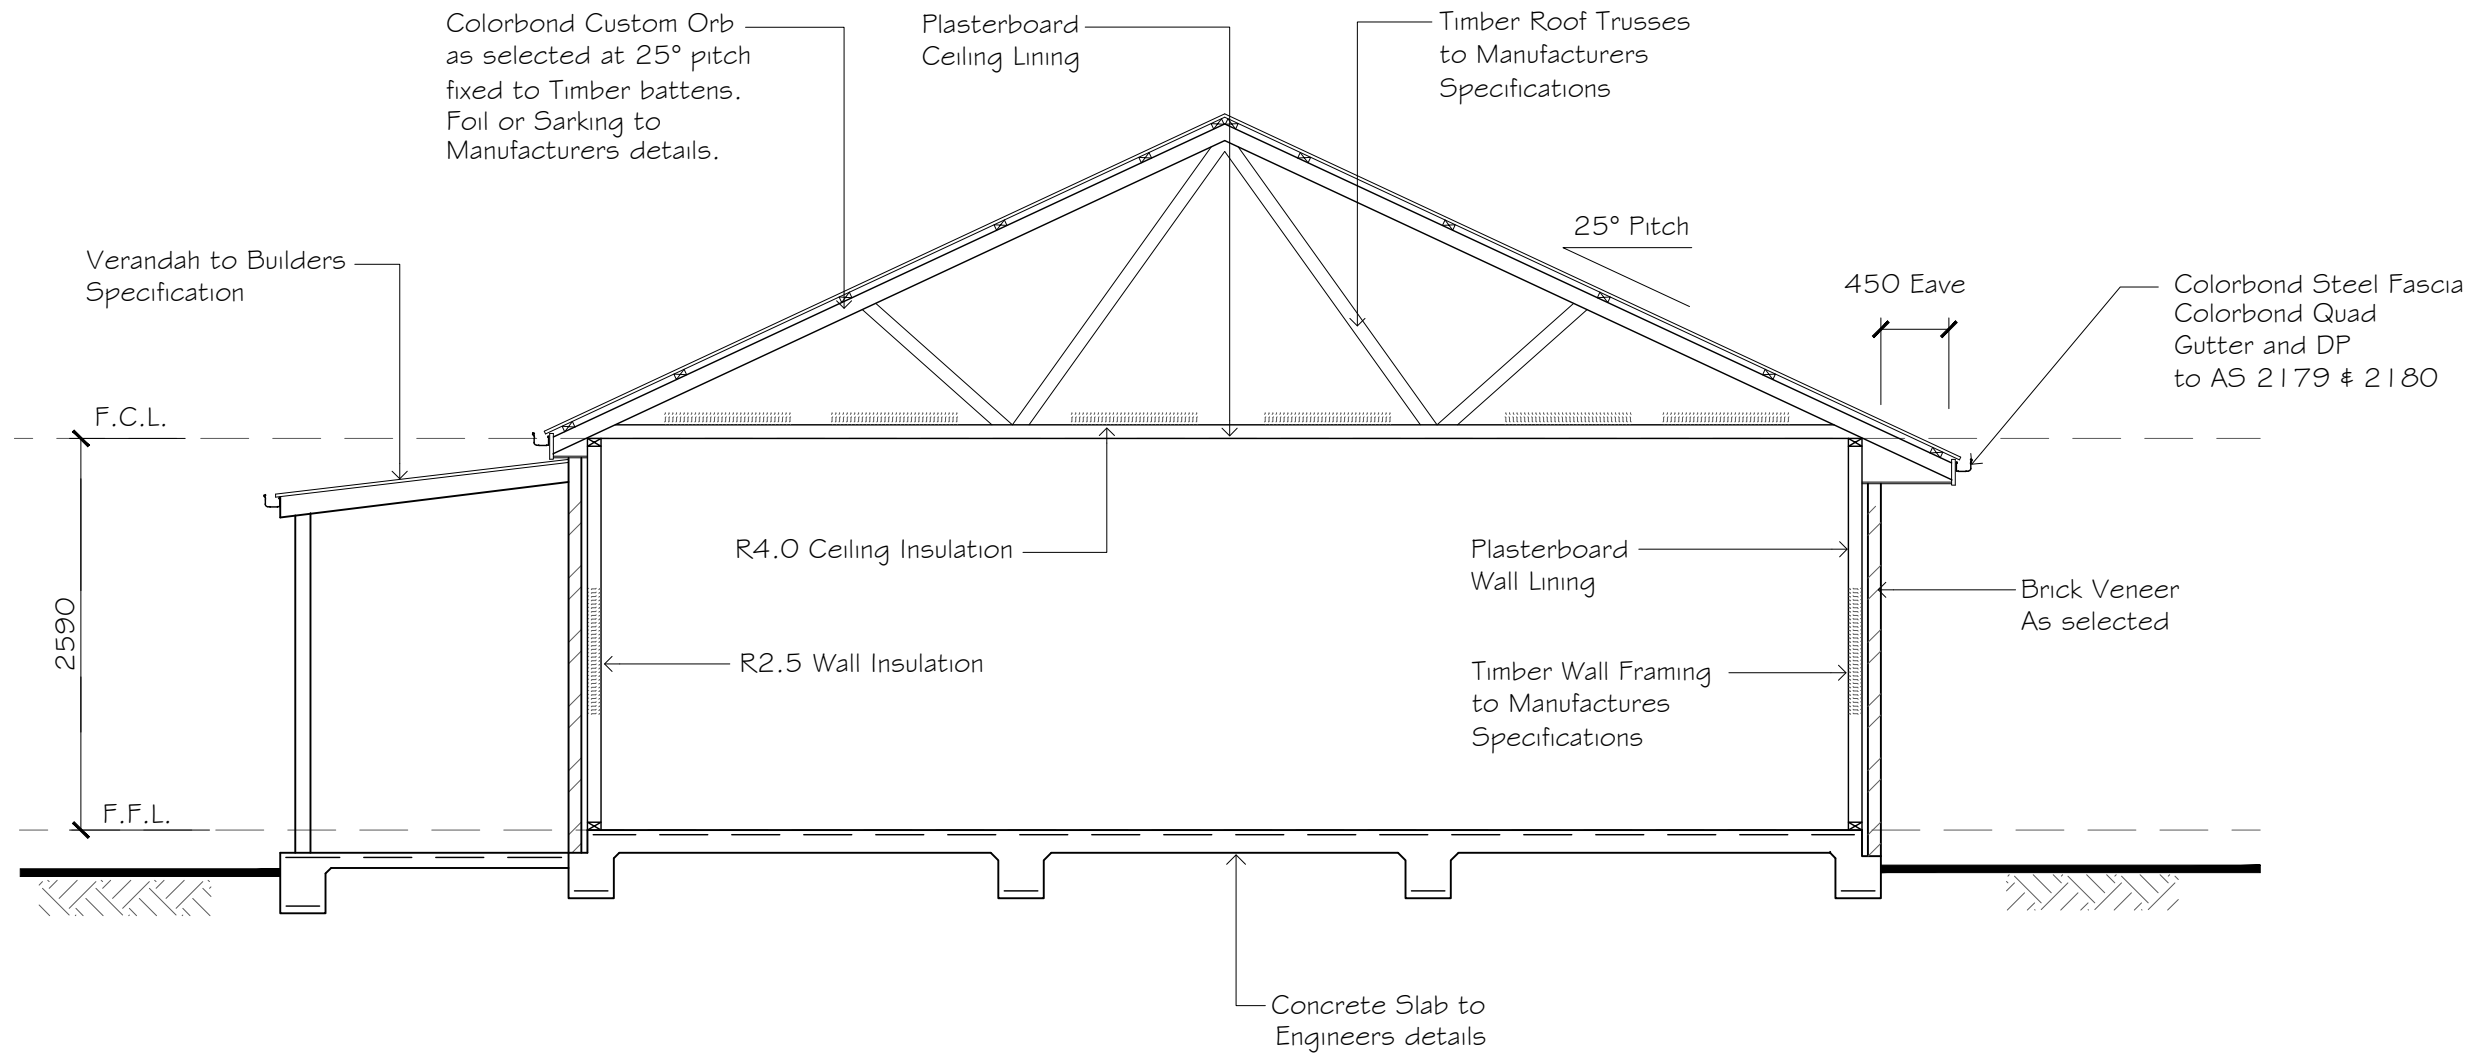 Colorbond Custom Orb
as selected at 25° pitch
fixed to Timber battens.
Foil or Sarking to
Manufacturers details.
Plasterboard
Ceiling Lining
Timber Roof Trusses
to Manufacturers
Specifications
25° Pitch
Verandah to Builders
Specification
450 Eave
Colorbond Steel Fascia
Colorbond Quad
Gutter and DP
to AS 2179 & 2180
F.C.L.
R4.0 Ceiling Insulation
Plasterboard
Wall Lining
Brick Veneer
As selected
2590
R2.5 Wall Insulation
Timber Wall Framing
to Manufactures
Specifications
F.F.L.
Concrete Slab to
Engineers details